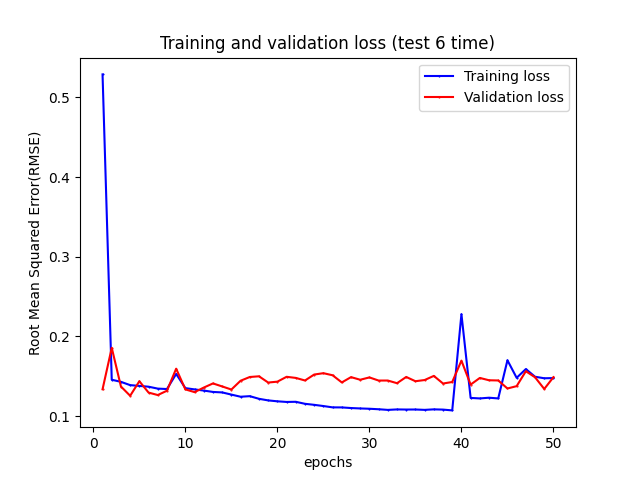 Training and validation loss (test 6 time)
Training loss
Validation loss
0.5
0.4
0.3
0.2
0.1
Root Mean Squared Error(RMSE)
0
10
20
30
40
50
epochs